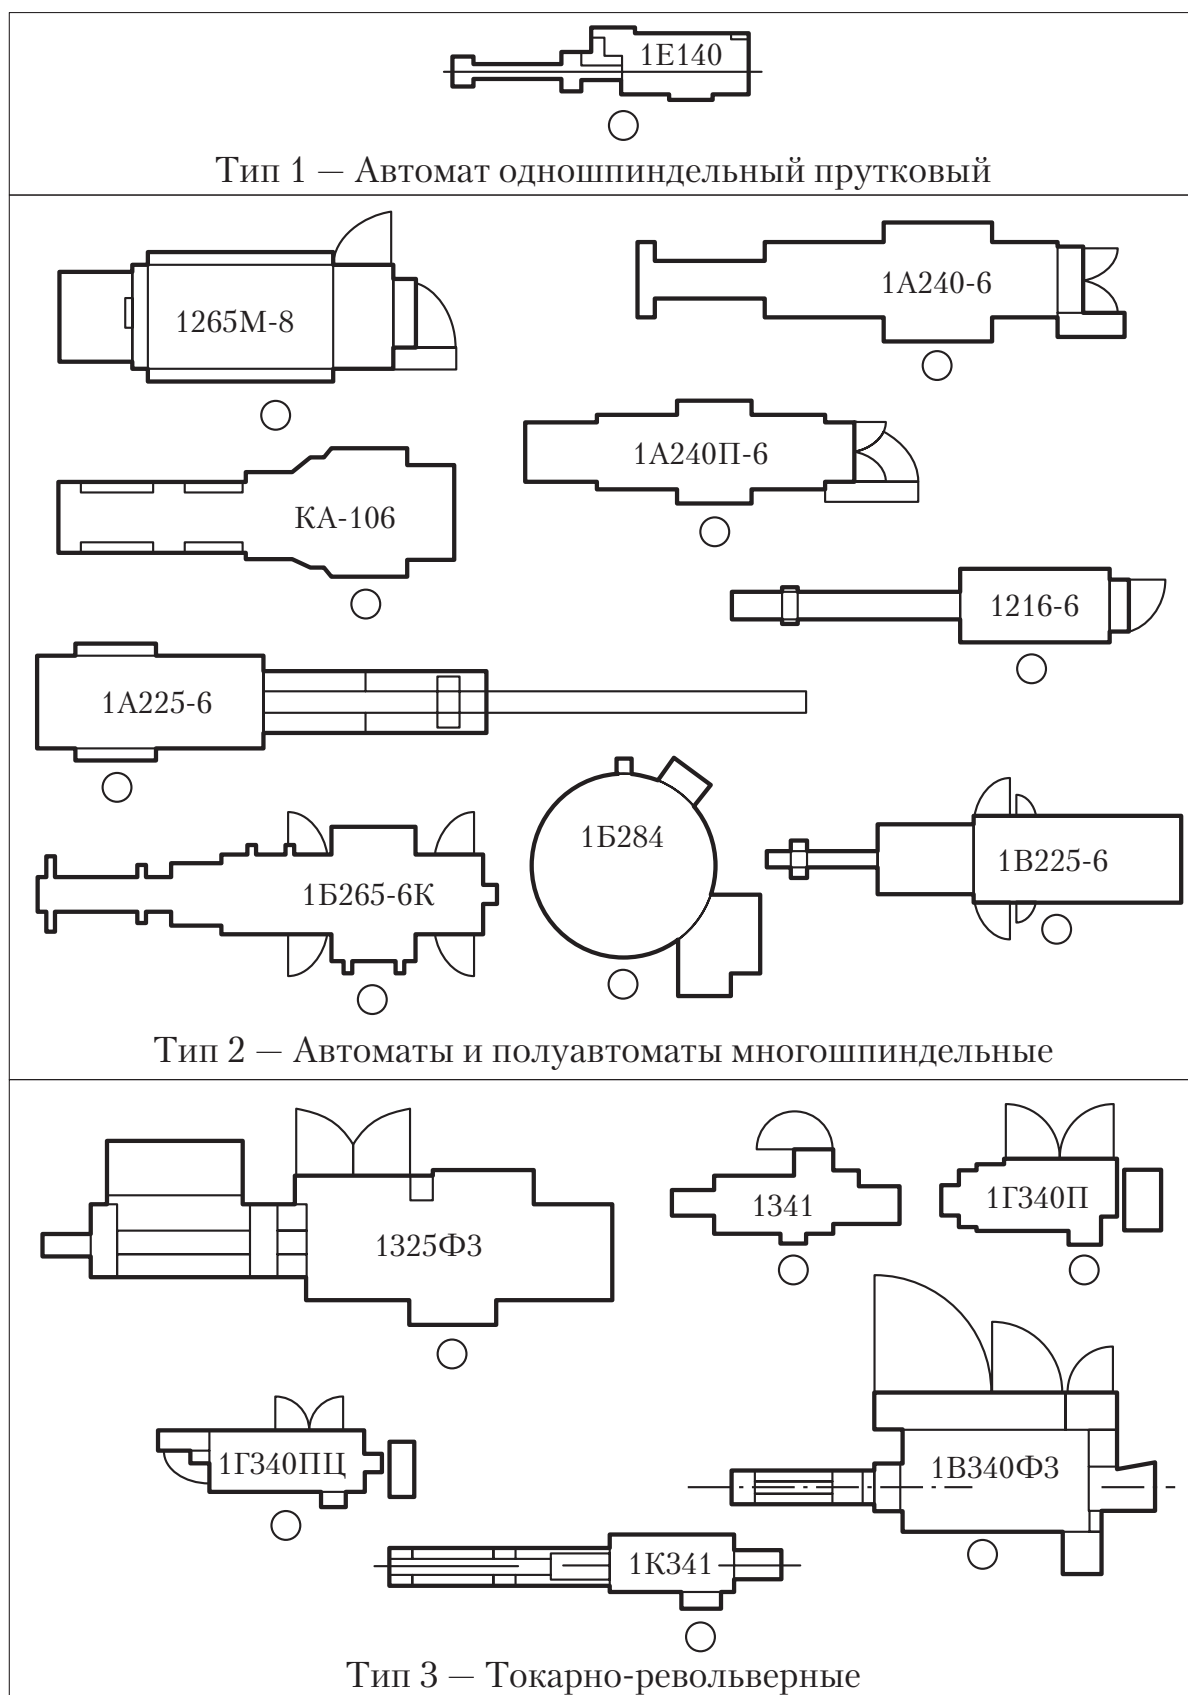 1Е140
Тип 1 — Автомат одношпиндельный прутковый
1265М-8
1А240-6
1А240П-6
КА-106
1216-6
1А225-6
1Б284
1В225-6
1Б265-6К
Тип 2 — Автоматы и полуавтоматы многошпиндельные
1325Ф3
1341
1Г340П
1Г340ПЦ
1В340Ф3
1К341
Тип 3 — Токарно-револьверные